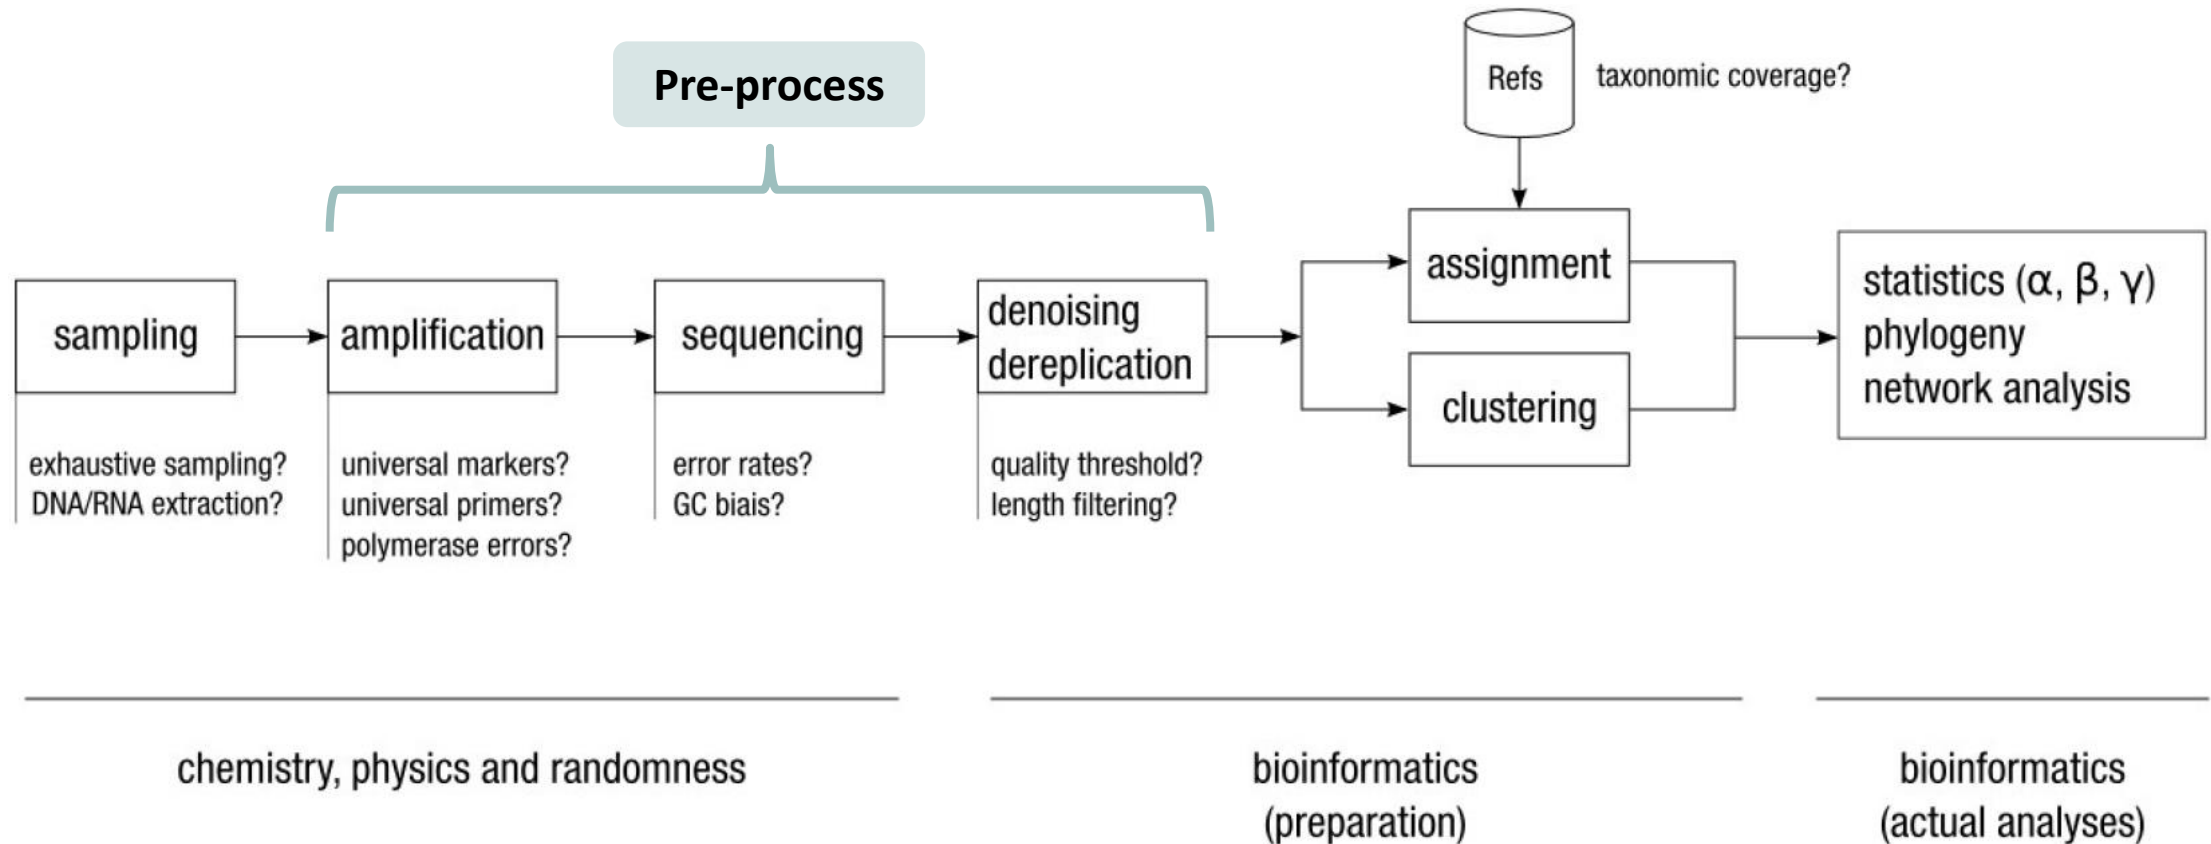 Pre-process
Refs
taxonomic coverage?
sampling
exhaustive sampling?
DNA/RNA extraction?
amplification
universal markers?
universal primers?
polymerase errors?
sequencing
error rates?
GC biais?
denoising
dereplication
quality threshold?
length filtering?
assignment
clustering
statistics (α, β, γ)
phylogeny
network analysis
chemistry, physics and randomness
bioinformatics
(preparation)
bioinformatics
(actual analyses)